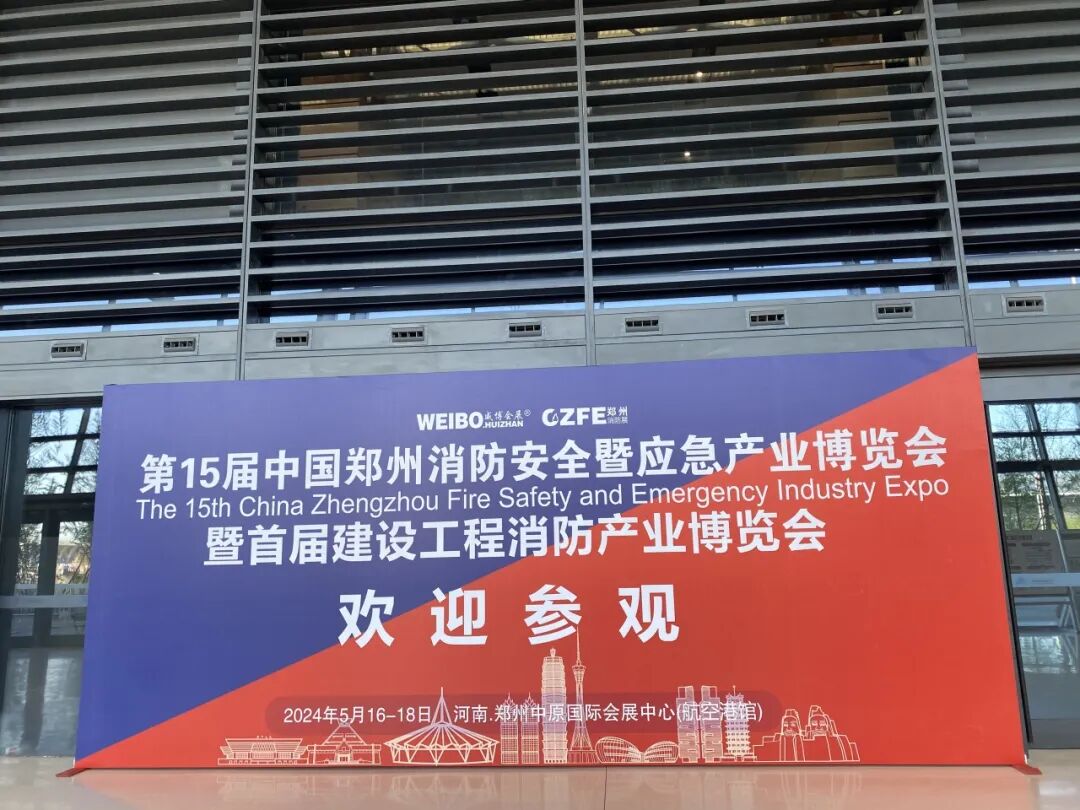 WEIBO 威博会展® CZFE 郑州
.HUIZHAN 消防展
第15届中国郑州消防安全暨应急产业博览会
The 15th China Zhengzhou Fire Safety and Emergency Industry Expo
暨首届建设工程消防产业博览会
欢迎参观
2024年5月16-18日 河南.郑州中原国际会展中心(航空港馆)